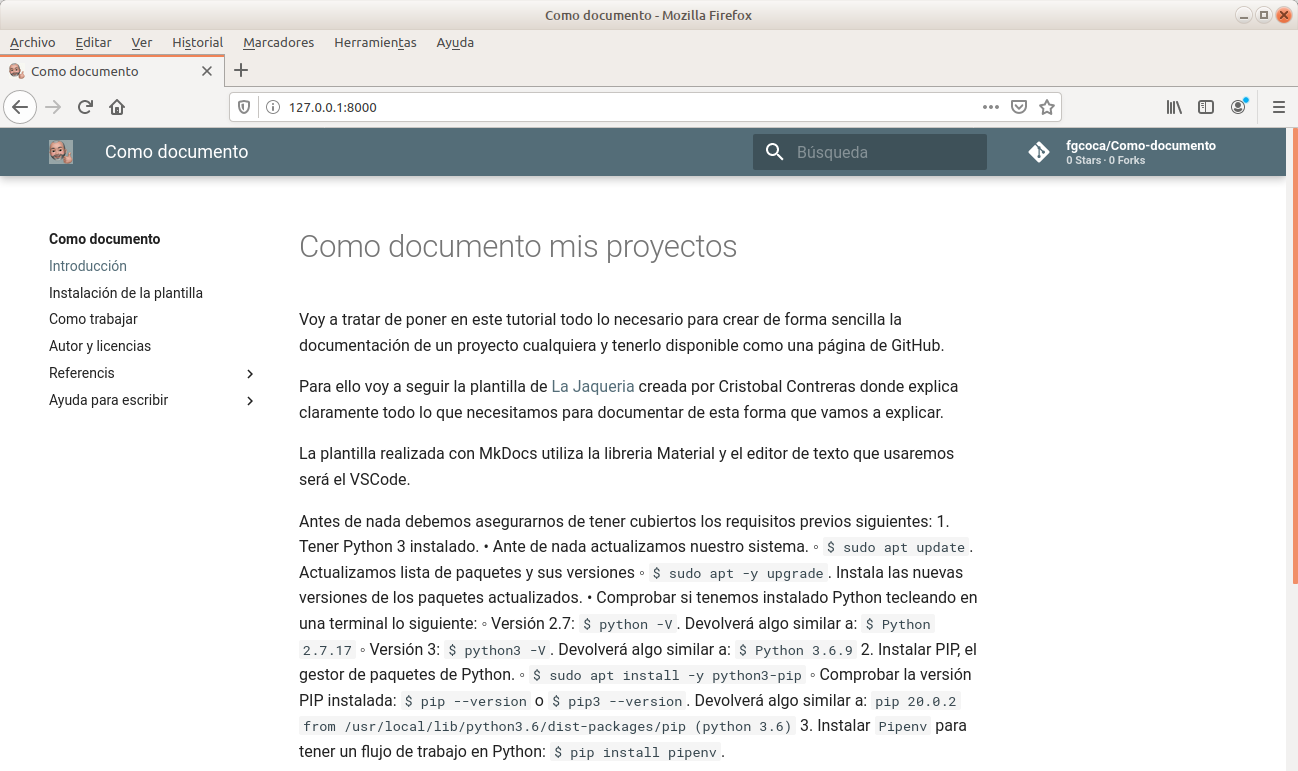 Como documento - Mozilla Firefox
Archivo Editar Ver Historial Marcadores Herramientas Ayuda
Como documento
127.0.0.1:8000
Como documento
Búsqueda
fgcoca/Como-documento
0 Stars · 0 Forks
Como documento
Introducción
Instalación de la plantilla
Como trabajar
Autor y licencias
Referencis
Ayuda para escribir
Como documento mis proyectos
Voy a tratar de poner en este tutorial todo lo necesario para crear de forma sencilla la
documentación de un proyecto cualquiera y tenerlo disponible como una página de GitHub.
Para ello voy a seguir la plantilla de La Jaqueria creada por Cristobal Contreras donde explica
claramente todo lo que necesitamos para documentar de esta forma que vamos a explicar.
La plantilla realizada con MkDocs utiliza la libreria Material y el editor de texto que usaremos
será el VSCode.
Antes de nada debemos asegurarnos de tener cubiertos los requisitos previos siguientes: 1.
Tener Python 3 instalado. • Ante de nada actualizamos nuestro sistema. ◦ $ sudo apt update.
Actualizamos lista de paquetes y sus versiones ◦ $ sudo apt -y upgrade. Instala las nuevas
versiones de los paquetes actualizados. • Comprobar si tenemos instalado Python tecleando en
una terminal lo siguiente: ◦ Versión 2.7: $ python -V. Devolverá algo similar a: $ Python
2.7.17 ◦ Versión 3: $ python3 -V. Devolverá algo similar a: $ Python 3.6.9 2. Instalar PIP, el
gestor de paquetes de Python. ◦ $ sudo apt install -y python3-pip ◦ Comprobar la versión
PIP instalada: $ pip --version o $ pip3 --version. Devolverá algo similar a: pip 20.0.2
from /usr/local/lib/python3.6/dist-packages/pip (python 3.6) 3. Instalar Pipenv para
tener un flujo de trabajo en Python: $ pip install pipenv.